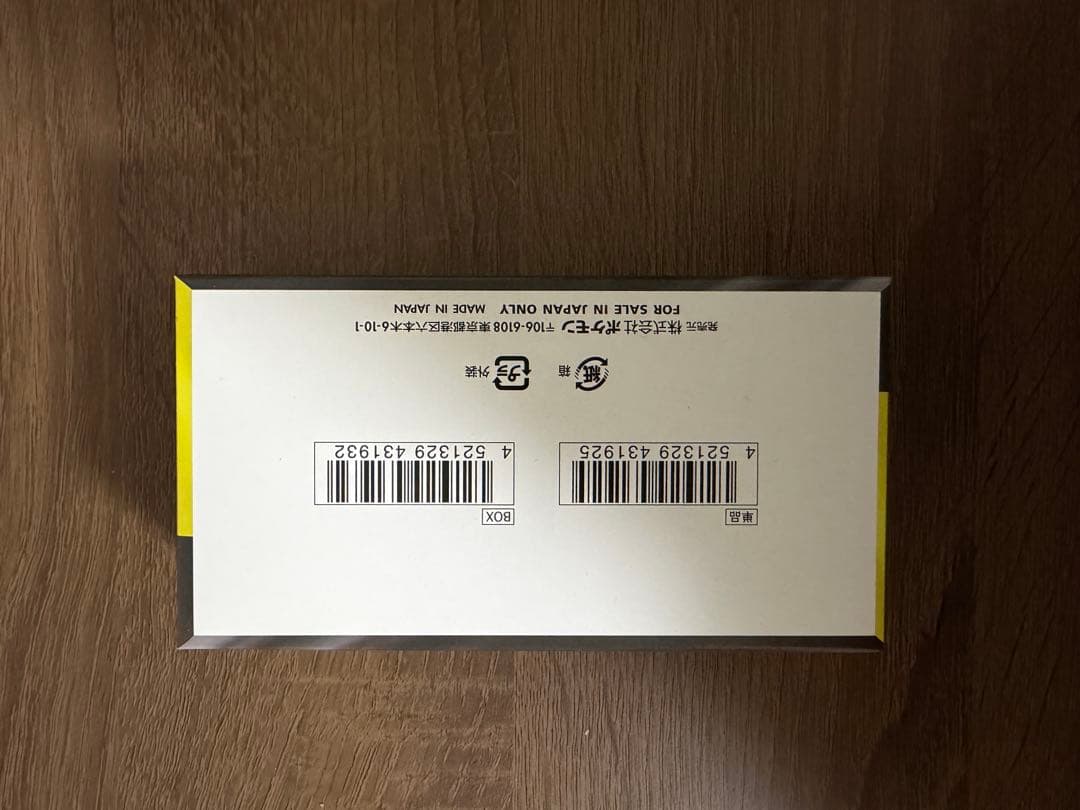 単品
BOX
4 521329 431925
4 521329 431932
紙 箱
プラ 外装
発売元 株式会社ポケモン 〒106-6108 東京都港区六本木6-10-1
FOR SALE IN JAPAN ONLY MADE IN JAPAN